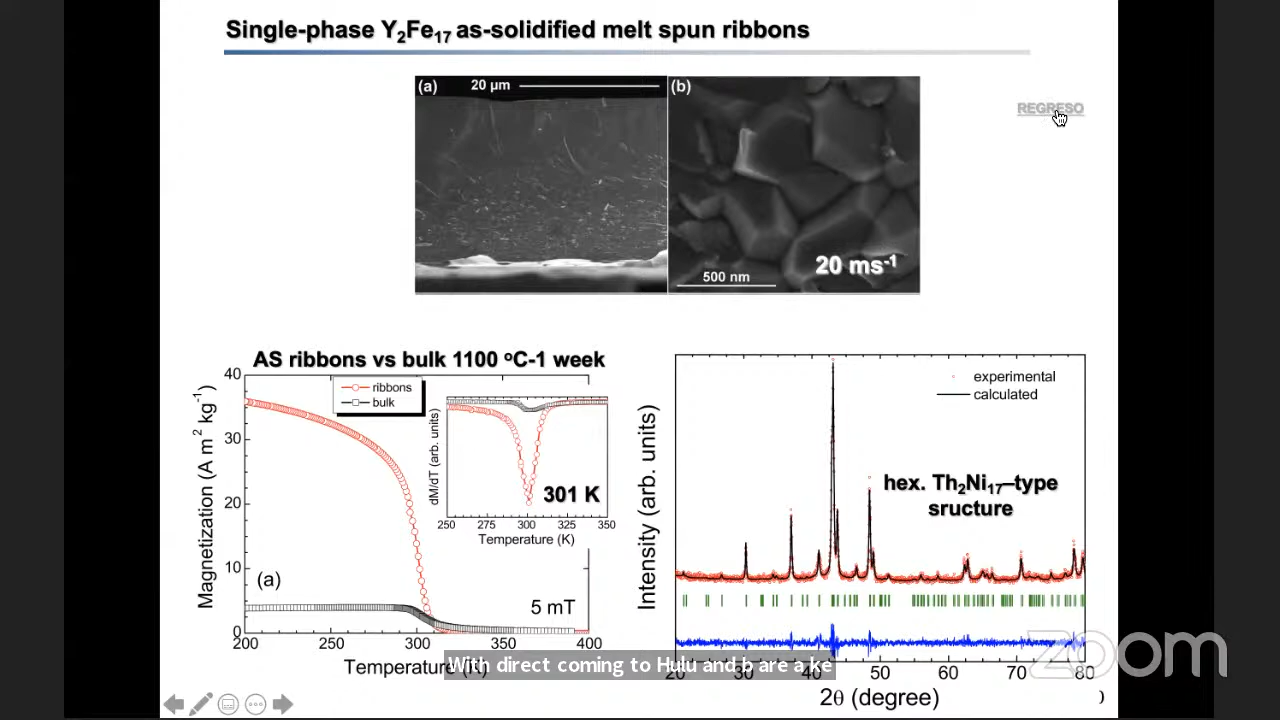 Single-phase Y₂Fe₁₇ as-solidified melt spun ribbons
(a) 20 µm
(b)
REGRESO
500 nm
20 ms⁻¹
AS ribbons vs bulk 1100 °C-1 week
ribbons
bulk
Magnetization (A m² kg⁻¹)
40
30
20
10
0
200
250
300
350
400
(a)
5 mT
dM/dT (arb. units)
301 K
250
275
300
325
350
Temperature (K)
Temperature (K)
experimental
calculated
hex. Th₂Ni₁₇–type
sructure
Intensity (arb. units)
20
30
40
50
60
70
80
2θ (degree)
With direct coming to Hulu and b are a ke
zoom